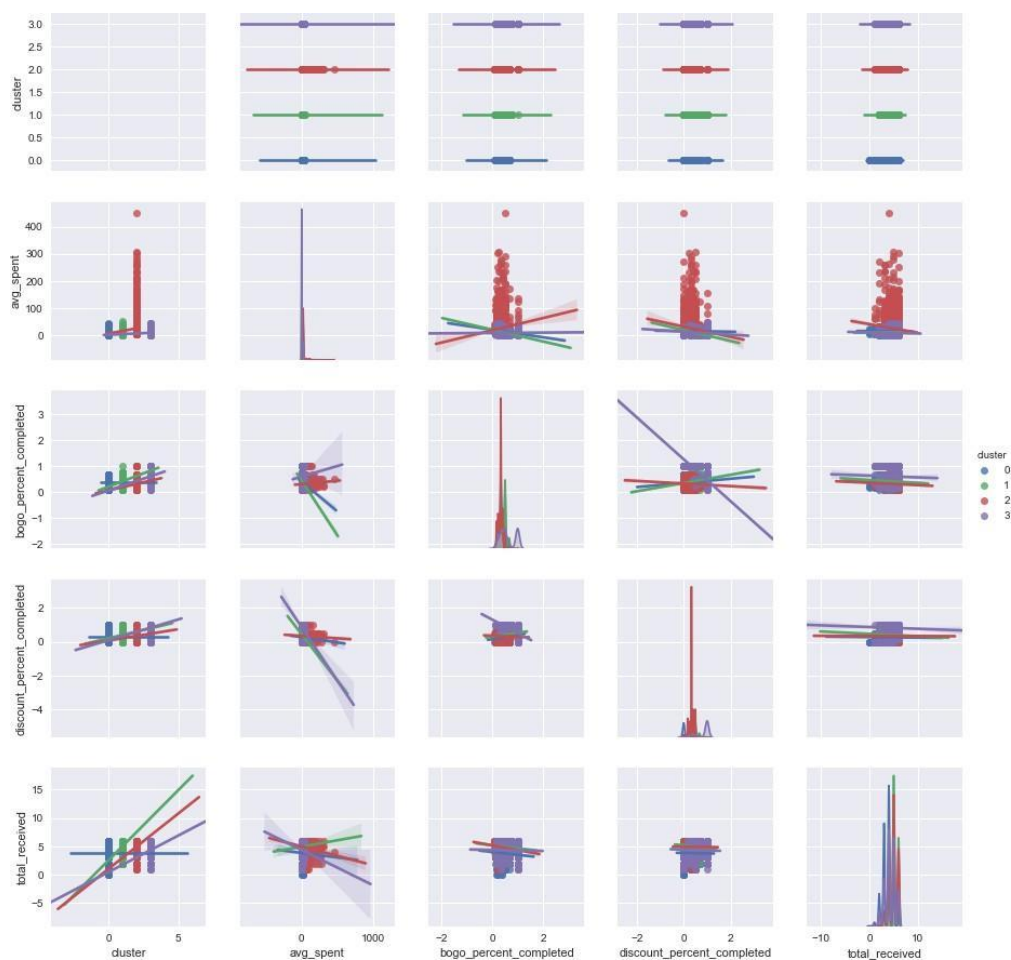 3.0
2.5
2.0
1.5
1.0
0.5
0.0
cluster
400
300
200
100
0
avg_spent
3
2
1
0
−1
−2
bogo_percent_completed
cluster
0
1
2
3
2
0
−2
−4
discount_percent_completed
15
10
5
0
−5
total_received
0 5
cluster
0 1000
avg_spent
−2 0 2
bogo_percent_completed
0 2
discount_percent_completed
−10 0 10
total_received